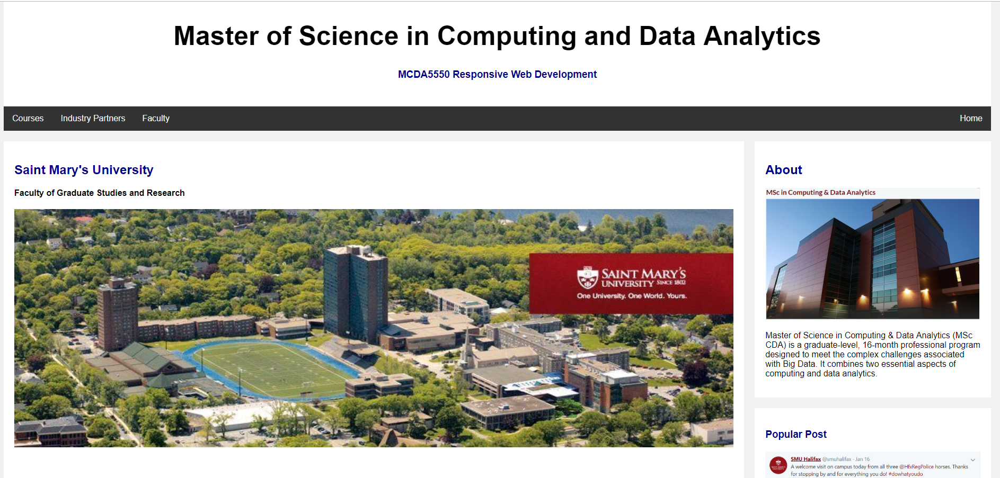 Master of Science in Computing and Data Analytics
MCDA5550 Responsive Web Development
Courses Industry Partners Faculty Home
Saint Mary's University
Faculty of Graduate Studies and Research
SAINT MARY'S
UNIVERSITY SINCE 1802
One University. One World. Yours.
About
MSc in Computing & Data Analytics
Master of Science in Computing & Data Analytics (MSc
CDA) is a graduate-level, 16-month professional program
designed to meet the complex challenges associated
with Big Data. It combines two essential aspects of
computing and data analytics.
Popular Post
SMU Halifax @smuhalifax · Jan 16
A welcome visit on campus today from all three @HfxRegPolice horses. Thanks
for stopping by and for everything you do! #dowhatyoudo